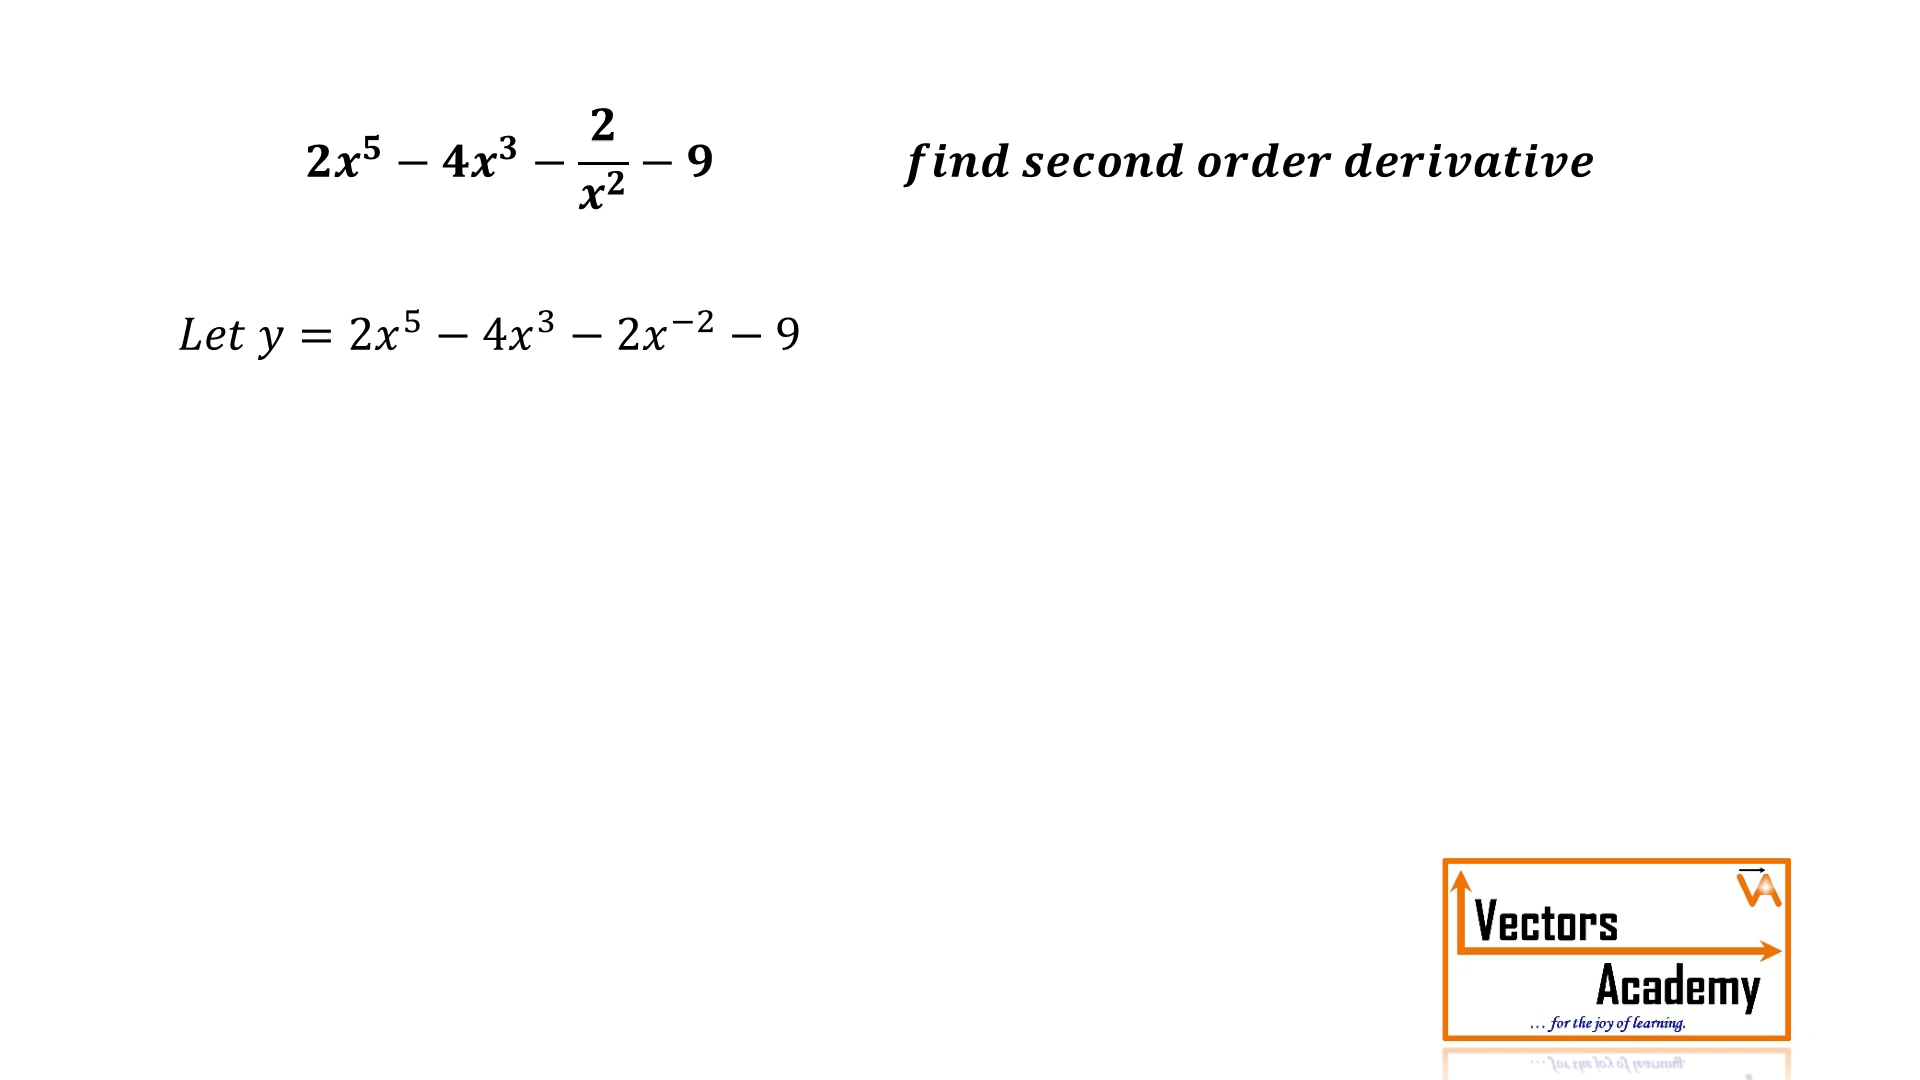 2x⁵ − 4x³ − 2/x² − 9 find second order derivative
Let y = 2x⁵ − 4x³ − 2x⁻² − 9
VA
Vectors
Academy
... for the joy of learning.